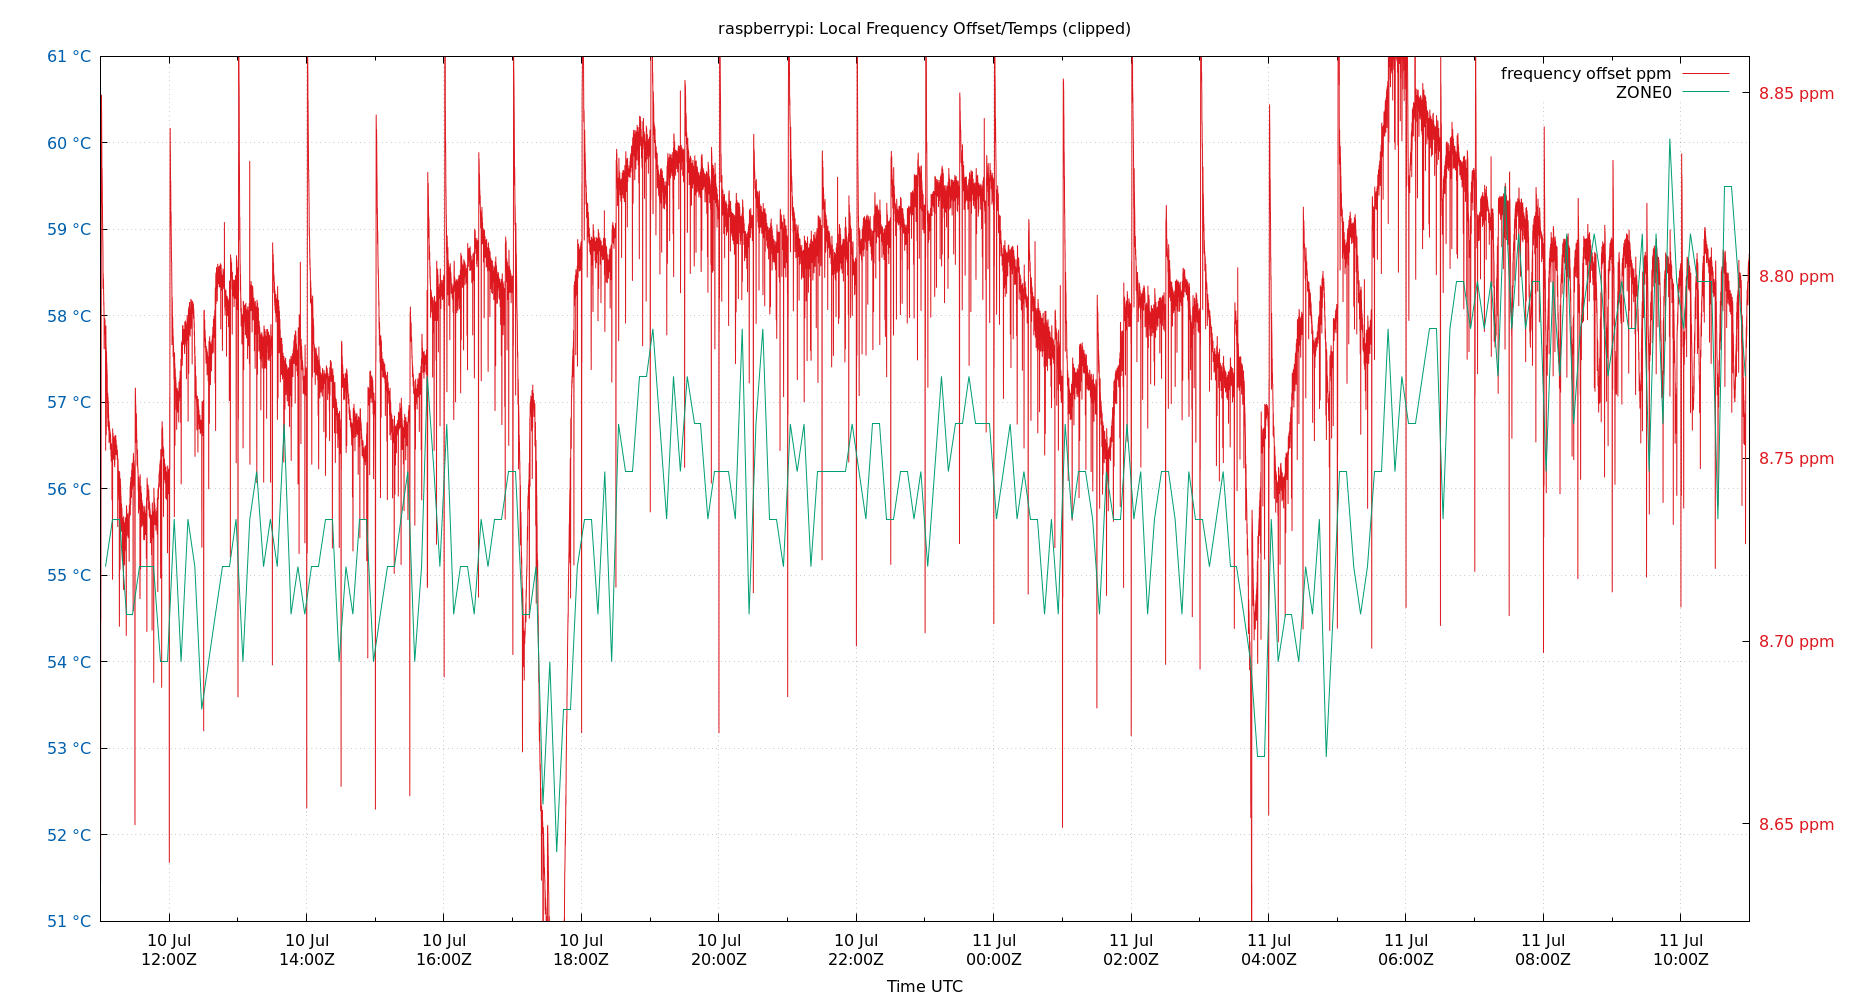 raspberrypi: Local Frequency Offset/Temps (clipped)
61 °C
60 °C
59 °C
58 °C
57 °C
56 °C
55 °C
54 °C
53 °C
52 °C
51 °C
frequency offset ppm
ZONE0
8.85 ppm
8.80 ppm
8.75 ppm
8.70 ppm
8.65 ppm
10 Jul
12:00Z
10 Jul
14:00Z
10 Jul
16:00Z
10 Jul
18:00Z
10 Jul
20:00Z
10 Jul
22:00Z
11 Jul
00:00Z
11 Jul
02:00Z
11 Jul
04:00Z
11 Jul
06:00Z
11 Jul
08:00Z
11 Jul
10:00Z
Time UTC